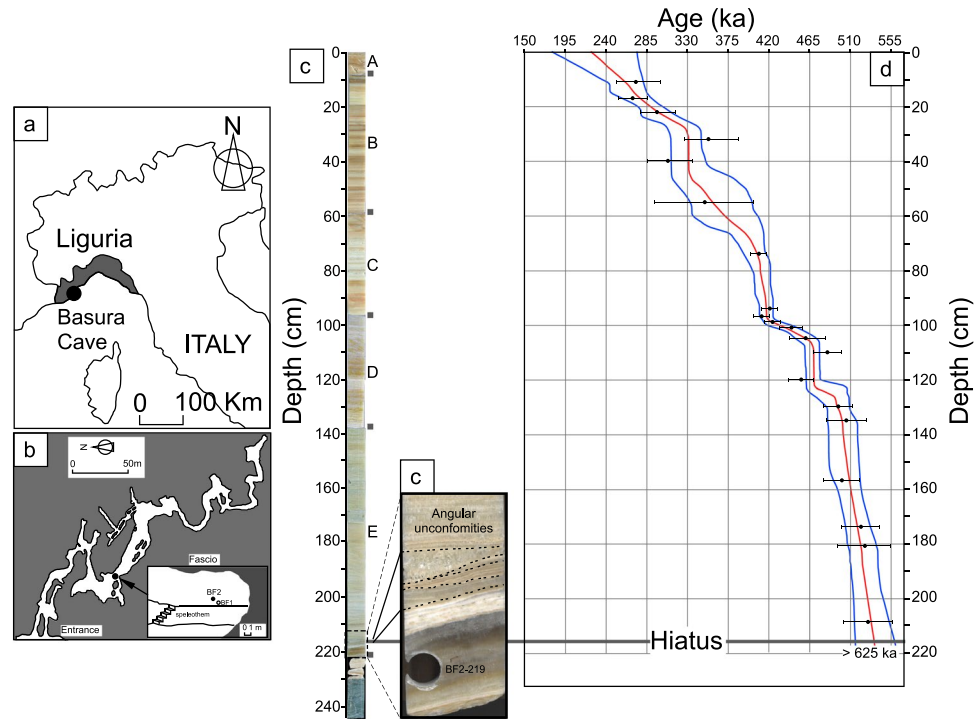 a
N
Liguria
Basura
Cave
ITALY
0 100 Km
b
N
0 50m
Fascio
BF2
BF1
speleothem
0 1 m
Entrance
c
Depth (cm)
0
20
40
60
80
100
120
140
160
180
200
220
240
A
B
C
D
E
c
Angular
unconfomities
BF2-219
Age (ka)
150 195 240 285 330 375 420 465 510 555
d
0
20
40
60
80
100
120
140
160
180
200
220
Depth (cm)
Hiatus
> 625 ka